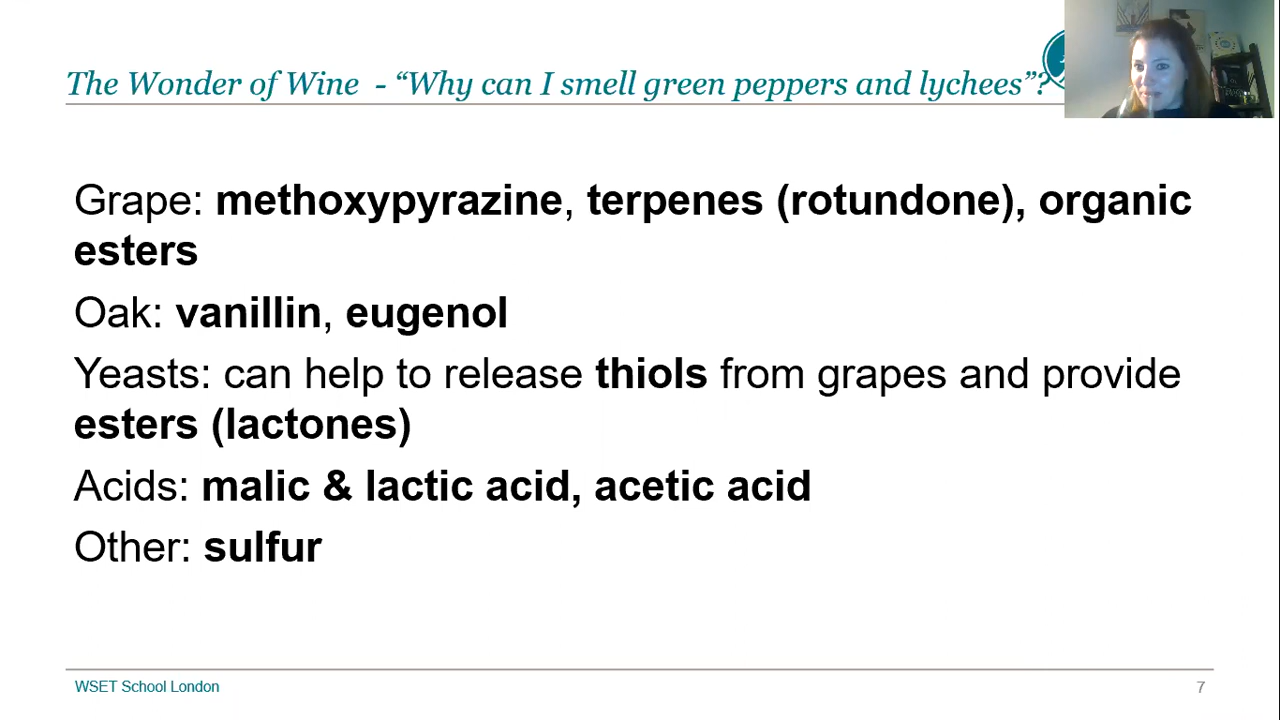 The Wonder of Wine - “Why can I smell green peppers and lychees”?
Grape: methoxypyrazine, terpenes (rotundone), organic
esters
Oak: vanillin, eugenol
Yeasts: can help to release thiols from grapes and provide
esters (lactones)
Acids: malic & lactic acid, acetic acid
Other: sulfur
WSET School London
7